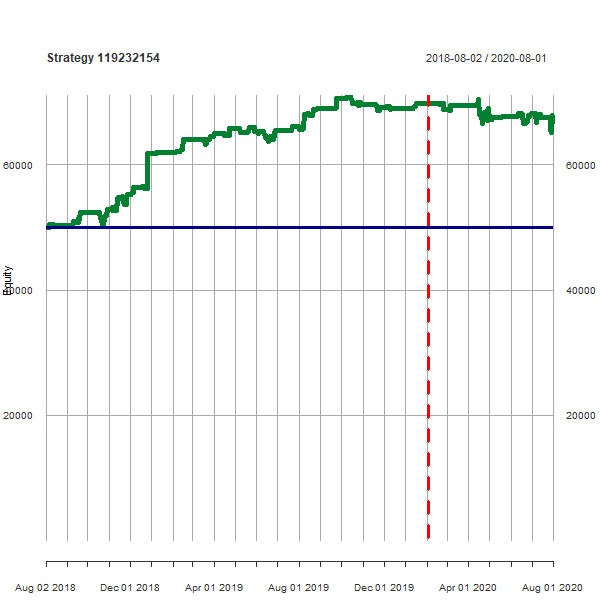 Strategy 119232154
2018-08-02 / 2020-08-01
60000
60000
Equity
40000
40000
20000
20000
Aug 02 2018
Dec 01 2018
Apr 01 2019
Aug 01 2019
Dec 01 2019
Apr 01 2020
Aug 01 2020